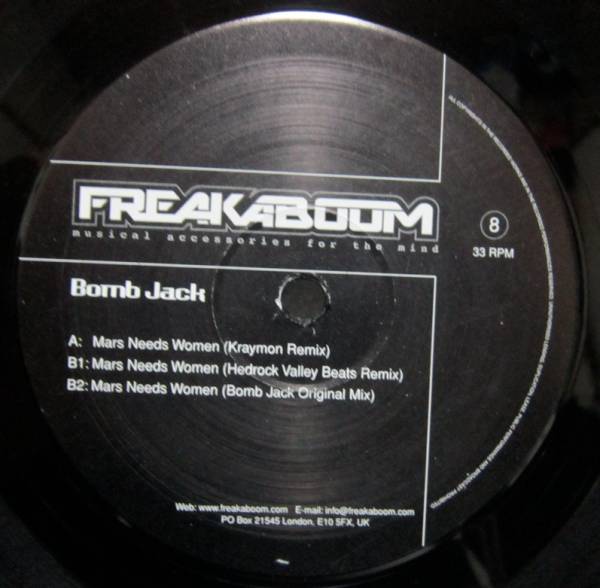 FREAKABOOM
musical accessories for the mind
8
33 RPM
Bomb Jack
A: Mars Needs Women (Kraymon Remix)
B1: Mars Needs Women (Hedrock Valley Beats Remix)
B2: Mars Needs Women (Bomb Jack Original Mix)
Web: www.freakaboom.com E-mail: info@freakaboom.com
PO Box 21545 London, E10 5FX, UK